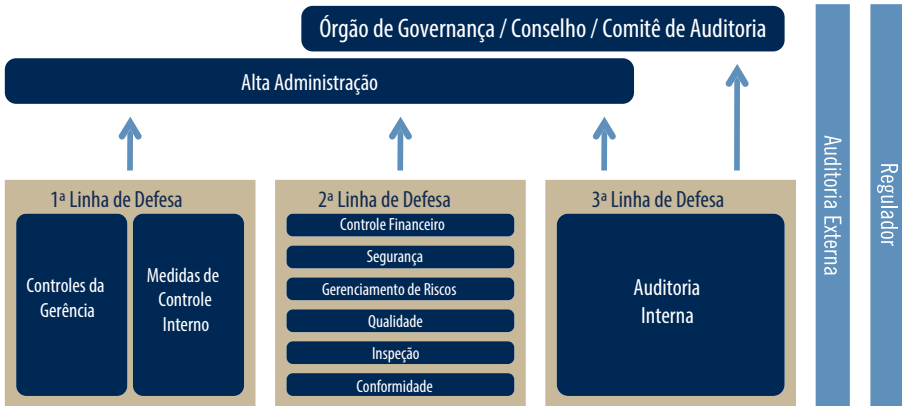 Órgão de Governança / Conselho / Comitê de Auditoria
Alta Administração
1ª Linha de Defesa
Controles da
Gerência
Medidas de
Controle
Interno
2ª Linha de Defesa
Controle Financeiro
Segurança
Gerenciamento de Riscos
Qualidade
Inspeção
Conformidade
3ª Linha de Defesa
Auditoria
Interna
Auditoria Externa
Regulador